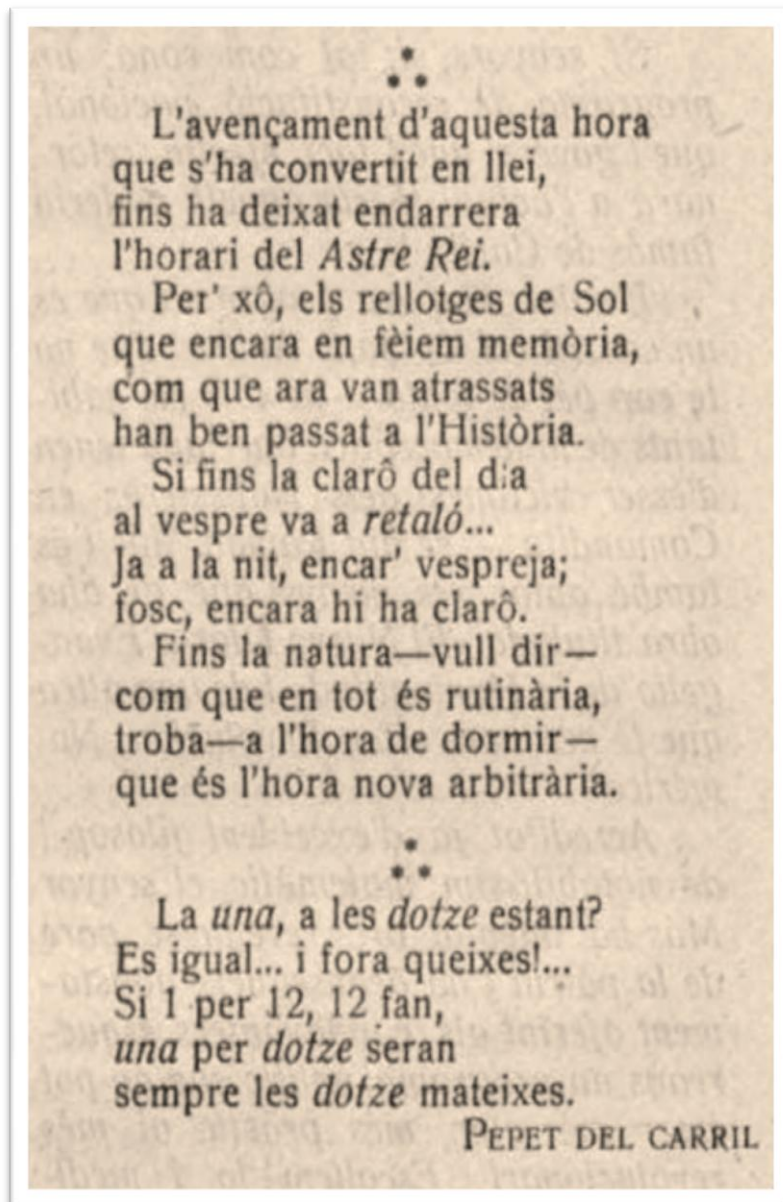 L'avençament d'aquesta hora
que s'ha convertit en llei,
fins ha deixat endarrera
l'horari del Astre Rei.
Per' xô, els rellotges de Sol
que encara en fèiem memòria,
com que ara van atrassats
han ben passat a l'Història.
Si fins la clarô del dia
al vespre va a retaló...
Ja a la nit, encar' vespreja;
fosc, encara hi ha clarô.
Fins la natura—vull dir—
com que en tot és rutinària,
troba—a l'hora de dormir—
que és l'hora nova arbitrària.
La una, a les dotze estant?
Es igual... i fora queixes!...
Si 1 per 12, 12 fan,
una per dotze seran
sempre les dotze mateixes.
PEPET DEL CARRIL